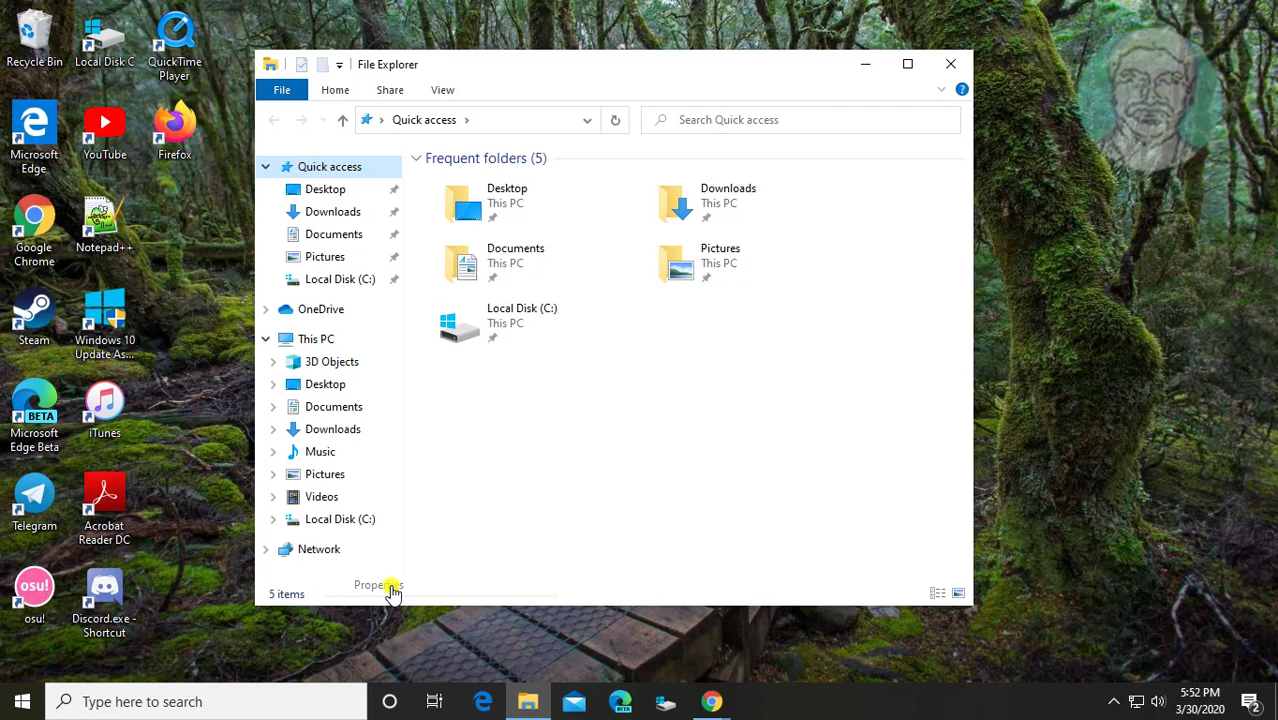 Recycle Bin
Local Disk C
QuickTime
Player
Microsoft
Edge
YouTube
Firefox
Google
Chrome
Notepad++
Steam
Windows 10
Update As...
Microsoft
Edge Beta
BETA
iTunes
Telegram
Acrobat
Reader DC
osu!
osu!
Discord.exe -
Shortcut
File Explorer
File
Home
Share
View
Quick access
Search Quick access
Quick access
Desktop
Downloads
Documents
Pictures
Local Disk (C:)
OneDrive
This PC
3D Objects
Desktop
Documents
Downloads
Music
Pictures
Videos
Local Disk (C:)
Network
Frequent folders (5)
Desktop
This PC
Downloads
This PC
Documents
This PC
Pictures
This PC
Local Disk (C:)
This PC
Properties
5 items
Type here to search
5:52 PM
3/30/2020
2